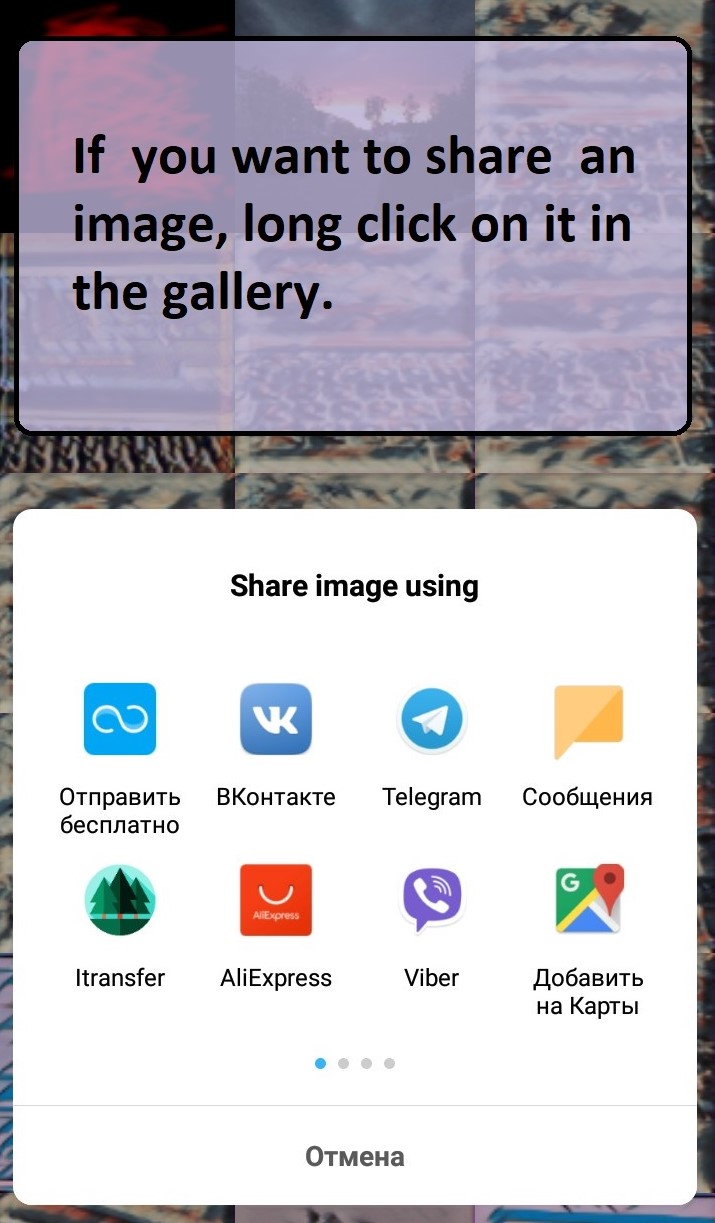 If you want to share an
image, long click on it in
the gallery.
Share image using
Отправить
бесплатно
ВКонтакте
Telegram
Сообщения
AliExpress
G
Itransfer
AliExpress
Viber
Добавить
на Карты
Отмена